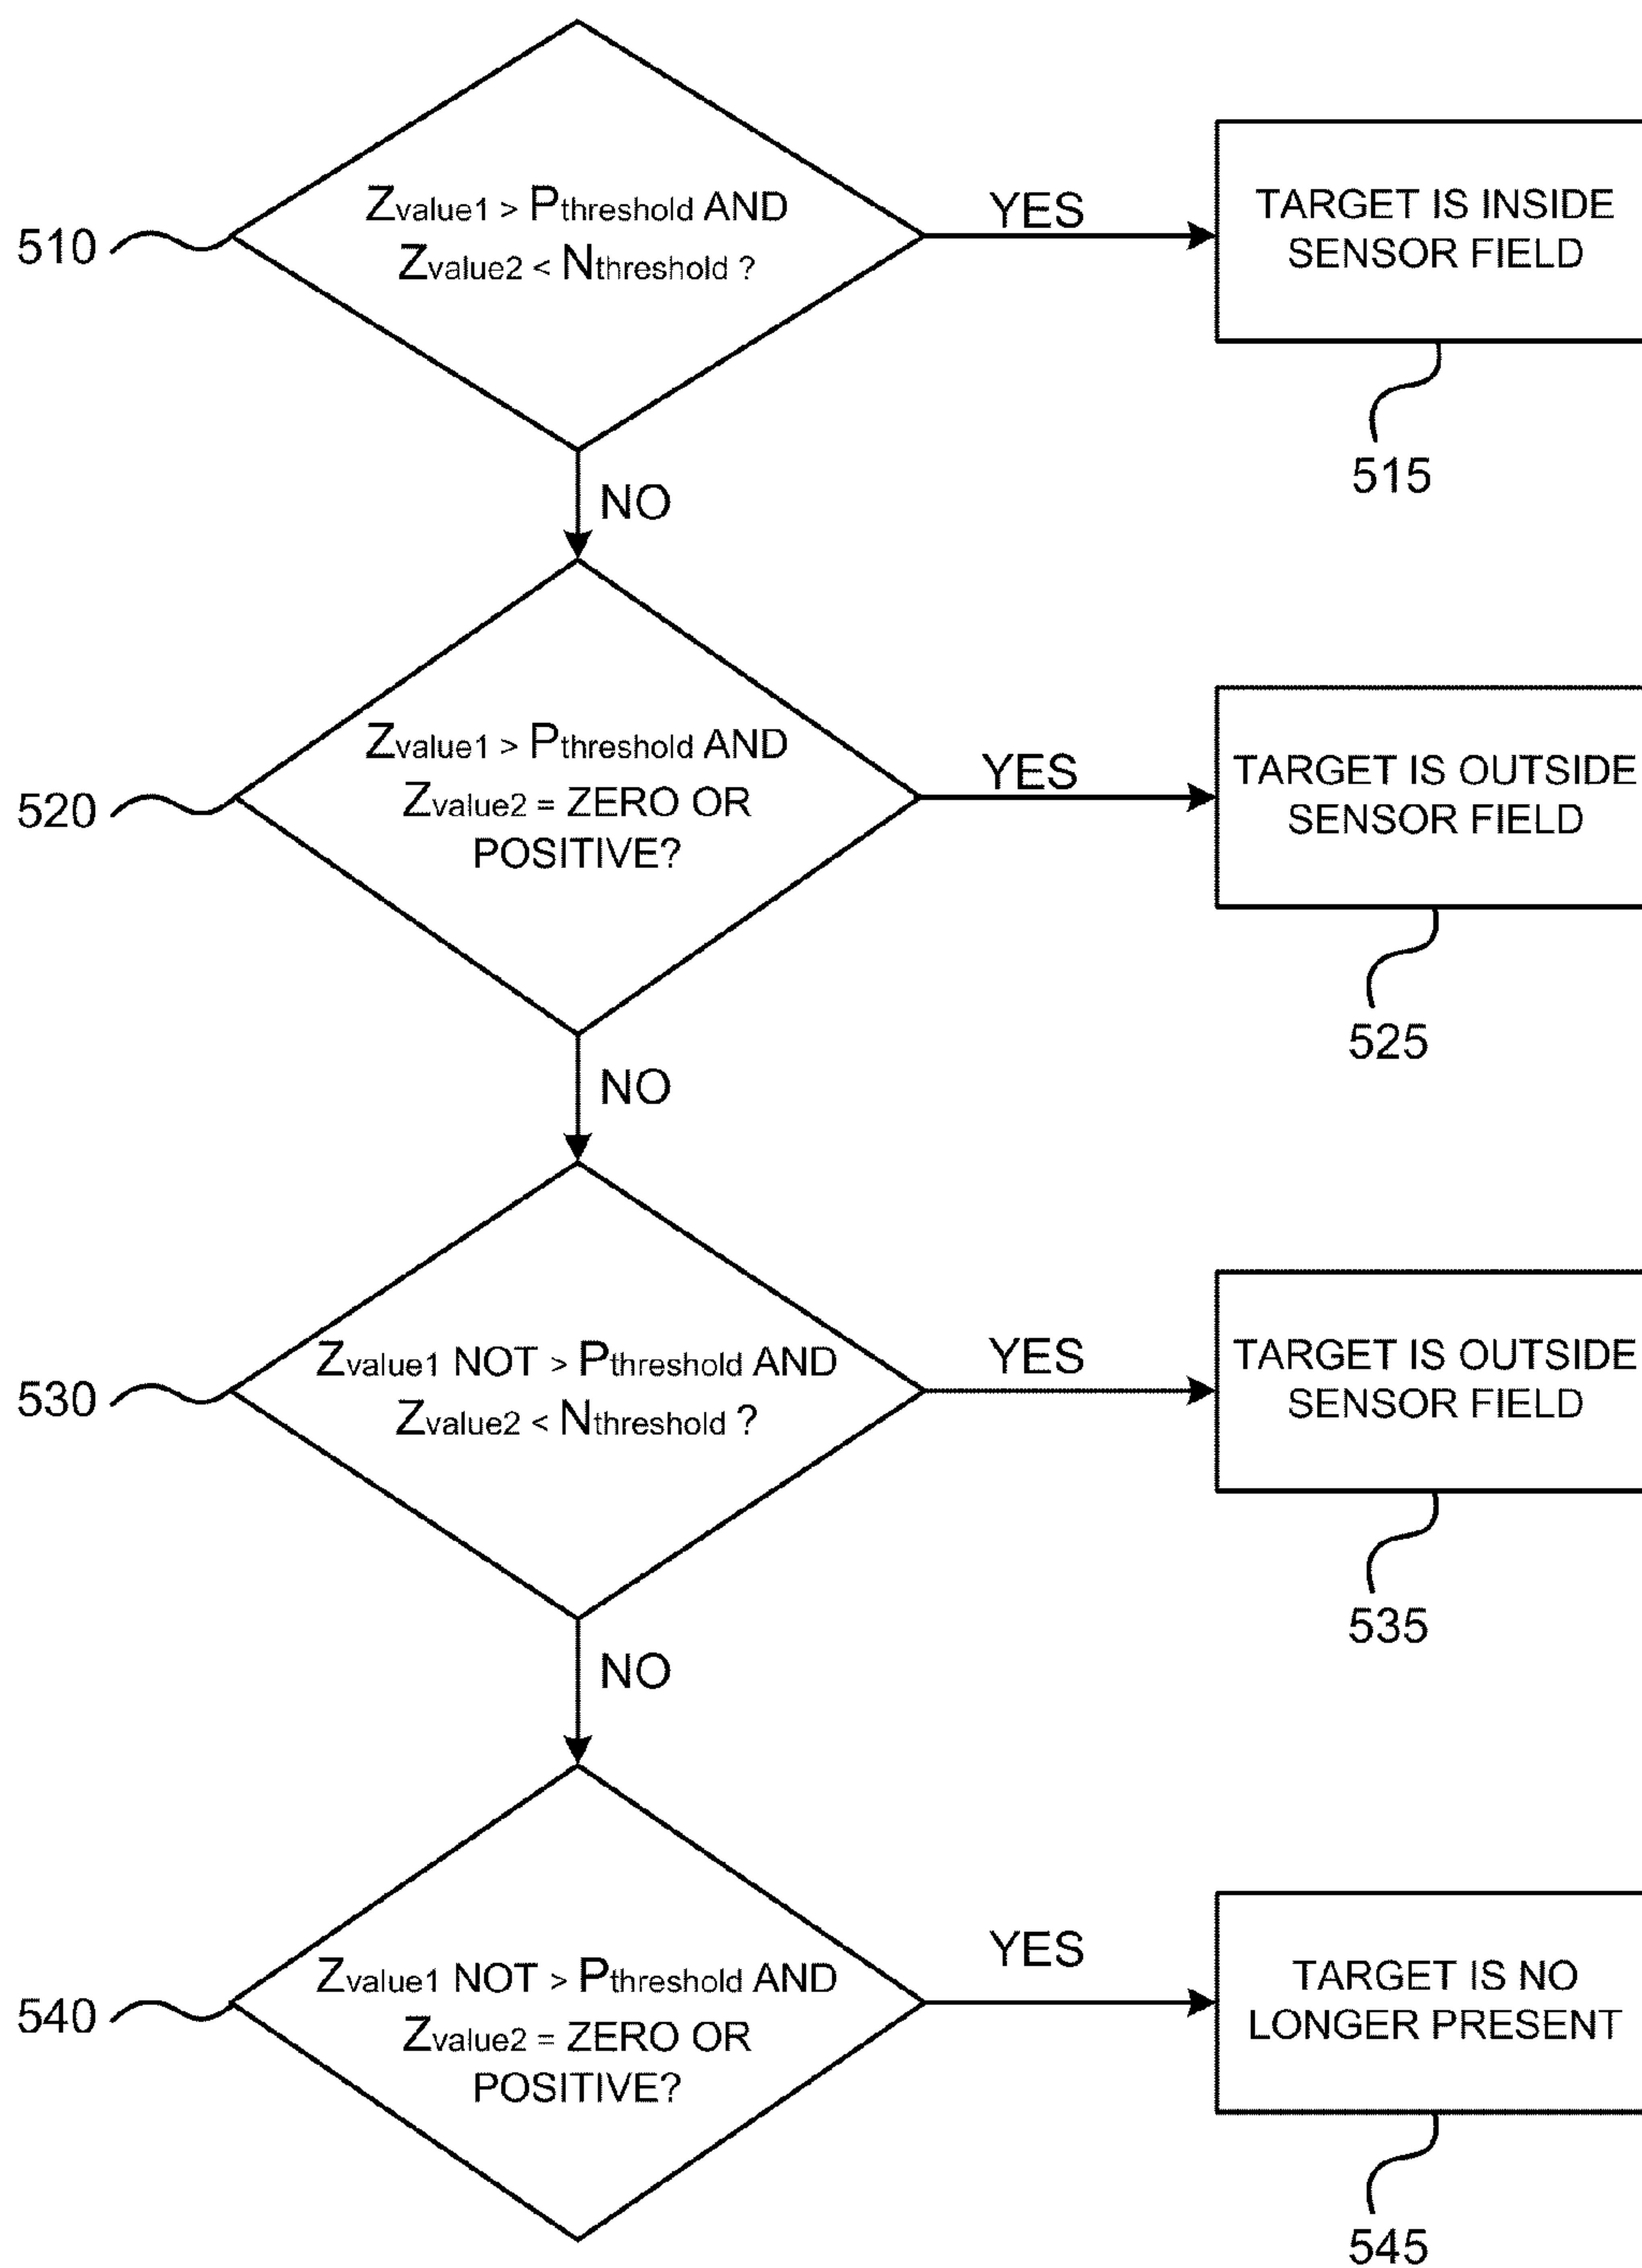 Zvalue1 > Pthreshold AND
Zvalue2 < Nthreshold ?
510
YES
TARGET IS INSIDE
SENSOR FIELD
515
NO
Zvalue1 > Pthreshold AND
Zvalue2 = ZERO OR
POSITIVE?
520
YES
TARGET IS OUTSIDE
SENSOR FIELD
525
NO
Zvalue1 NOT > Pthreshold AND
Zvalue2 < Nthreshold ?
530
YES
TARGET IS OUTSIDE
SENSOR FIELD
535
NO
Zvalue1 NOT > Pthreshold AND
Zvalue2 = ZERO OR
POSITIVE?
540
YES
TARGET IS NO
LONGER PRESENT
545